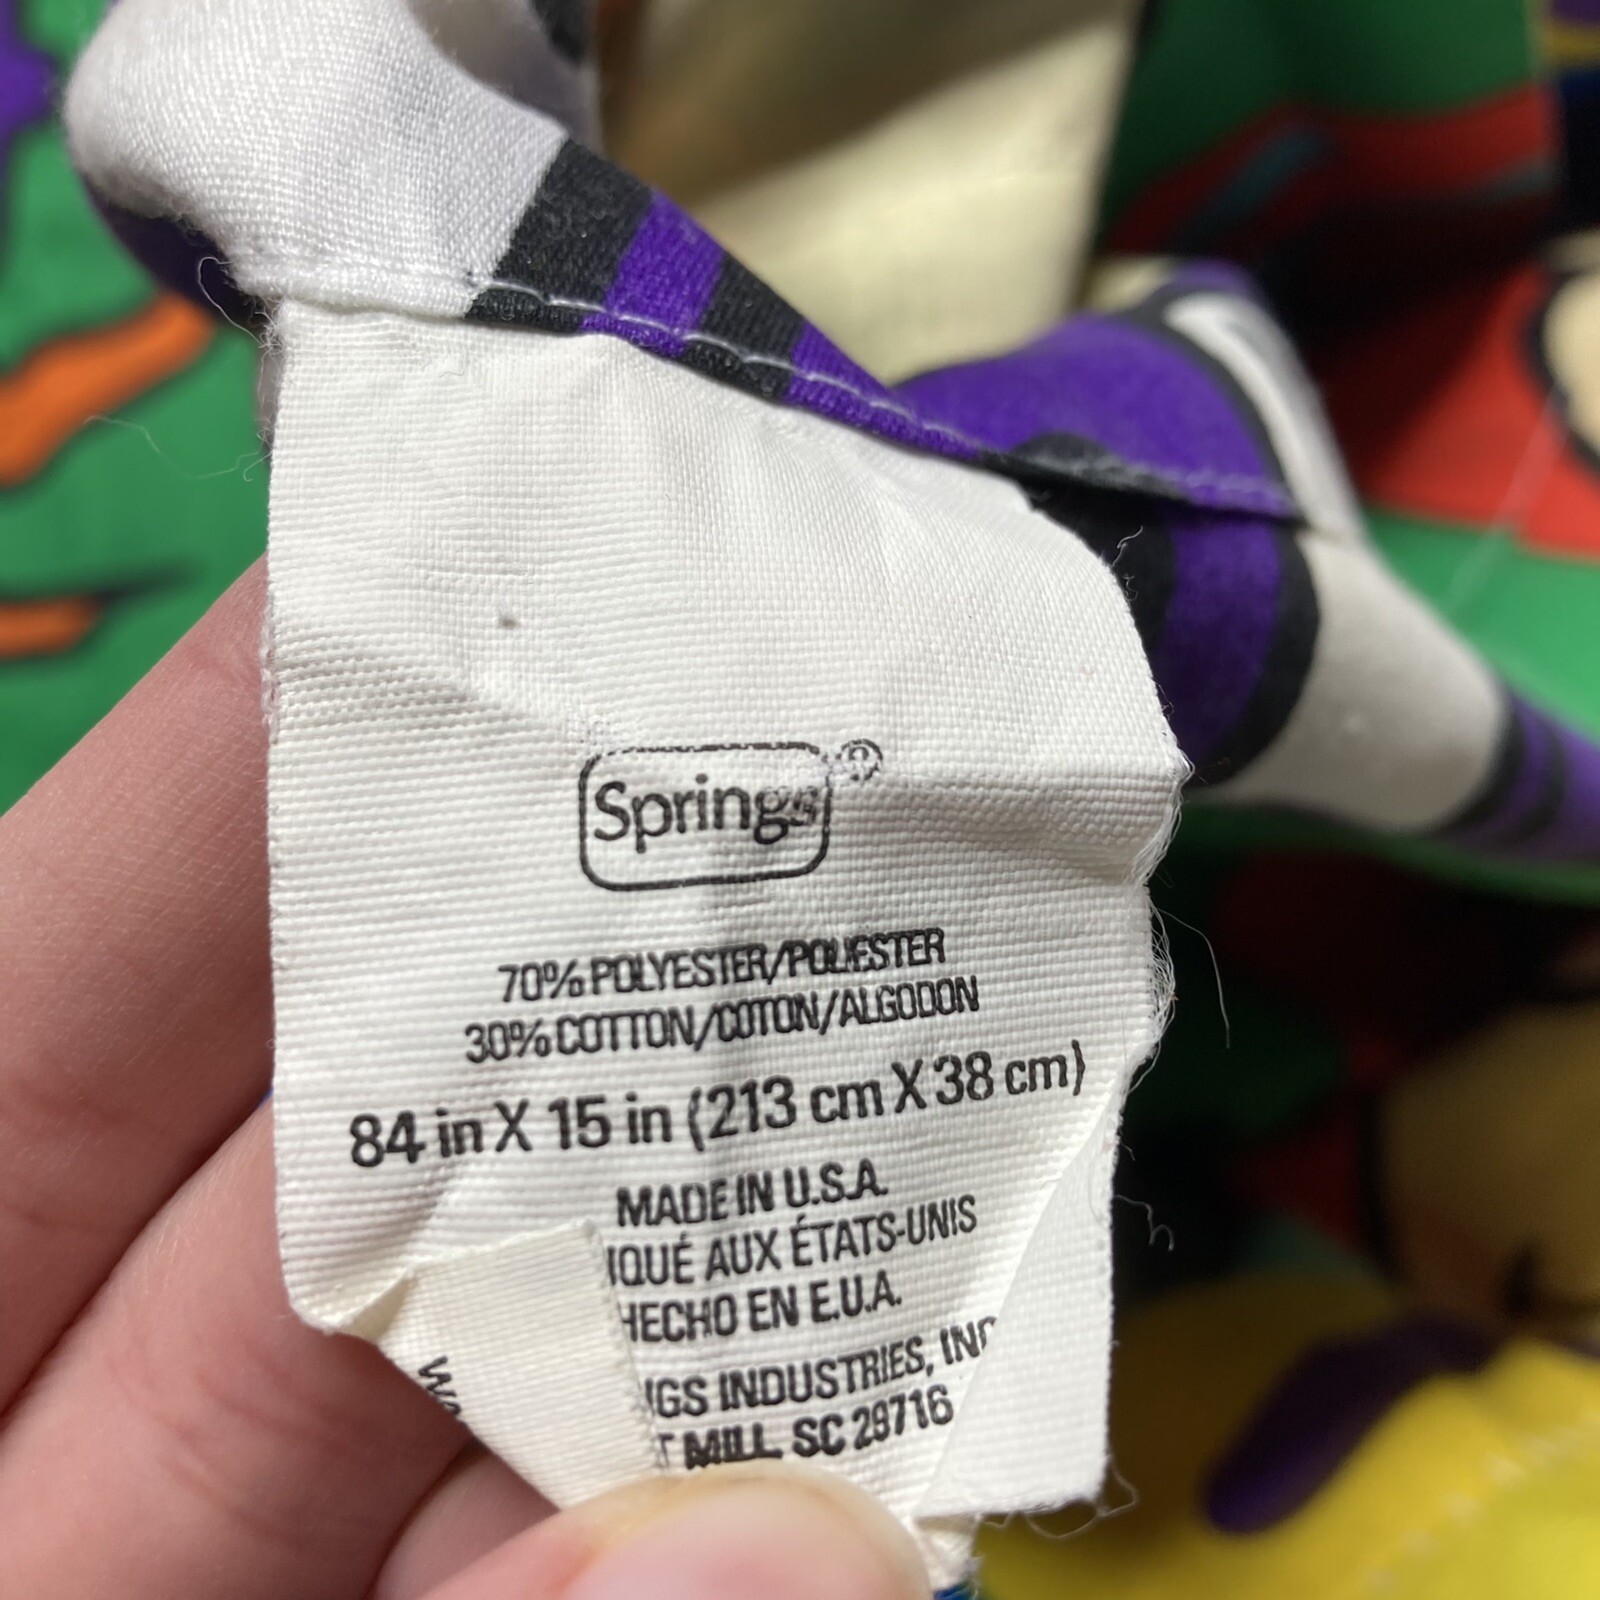 Springs®
70% POLYESTER/POLIESTER
30% COTTON/COTON/ALGODON
84 in X 15 in (213 cm X 38 cm)
MADE IN U.S.A.
IQUÉ AUX ÉTATS-UNIS
HECHO EN E.U.A.
NGS INDUSTRIES, INC
T MILL SC 29716